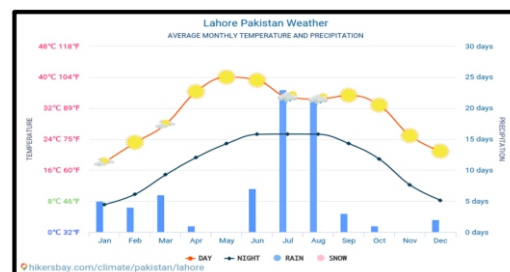 Lahore Pakistan Weather
AVERAGE MONTHLY TEMPERATURE AND PRECIPITATION
48°C 118°F
40°C 104°F
32°C 89°F
24°C 75°F
16°C 60°F
8°C 46°F
0°C 32°F
TEMPERATURE
30 days
25 days
20 days
15 days
10 days
5 days
0 days
PRECIPITATION
Jan Feb Mar Apr May Jun Jul Aug Sep Oct Nov Dec
DAY NIGHT RAIN SNOW
hikersbay.com/climate/pakistan/lahore